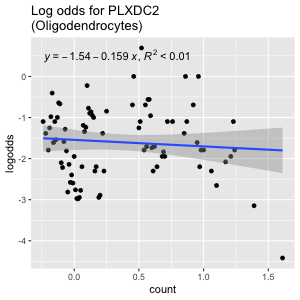 Log odds for PLXDC2
(Oligodendrocytes)
y = −1.54 − 0.159 x, R² < 0.01
0
−1
−2
−3
−4
logodds
0.0 0.5 1.0 1.5
count